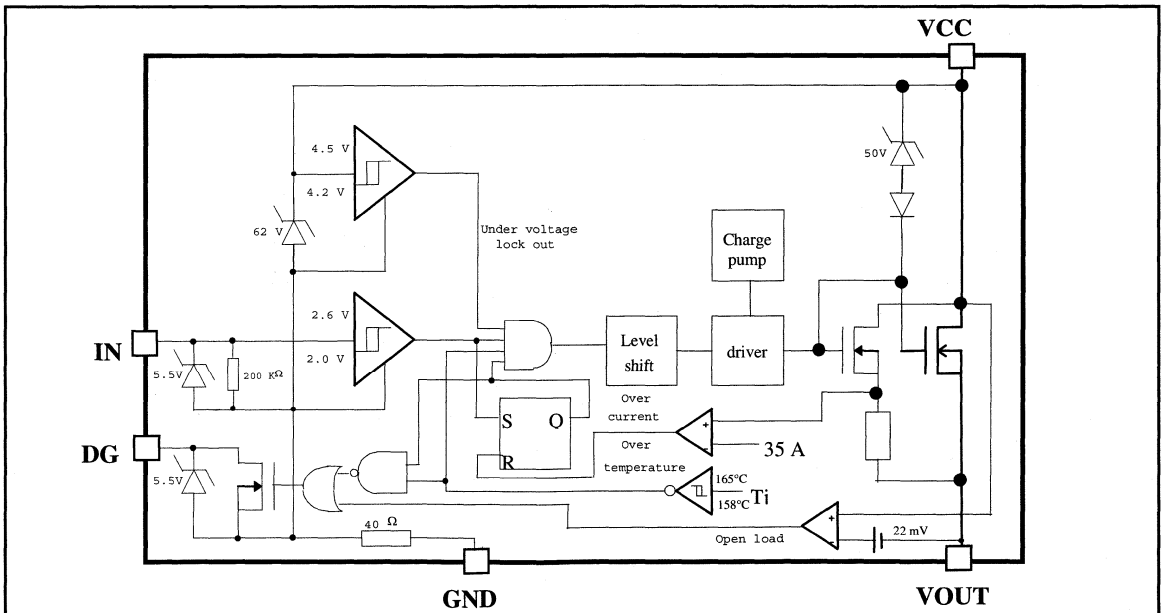 VCC
4.5 V
4.2 V
50V
62 V
Under voltage
lock out
Charge
pump
2.6 V
2.0 V
IN
5.5V
200 KΩ
Level
shift
driver
Over
current
S
Q
R
Over
temperature
35 A
DG
5.5V
165°C
158°C
Ti
40 Ω
Open load
22 mV
GND
VOUT
+
-
+
-